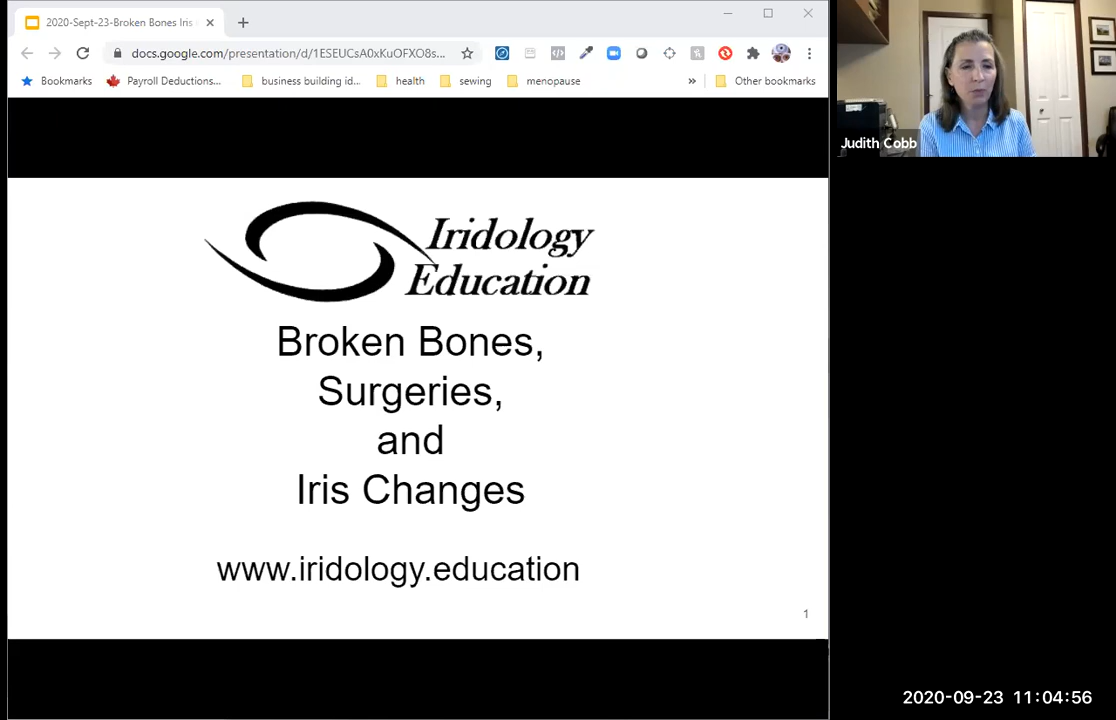 2020-Sept-23-Broken Bones Iris
docs.google.com/presentation/d/1ESEUCsA0xKuOFXO8s...
Bookmarks
Payroll Deductions...
business building id...
health
sewing
menopause
»
Other bookmarks
Judith Cobb
Iridology
Education
Broken Bones,
Surgeries,
and
Iris Changes
www.iridology.education
1
2020-09-23 11:04:56